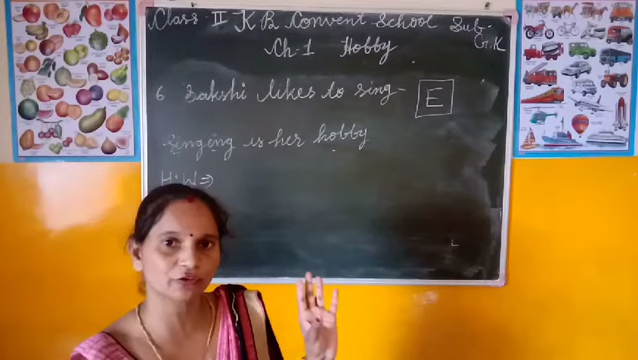 Class II K R Convent School Sub- G.K
Ch.1 Hobby
6 Sakshi likes to sing- E
Singing is her hobby
H.W ⇒